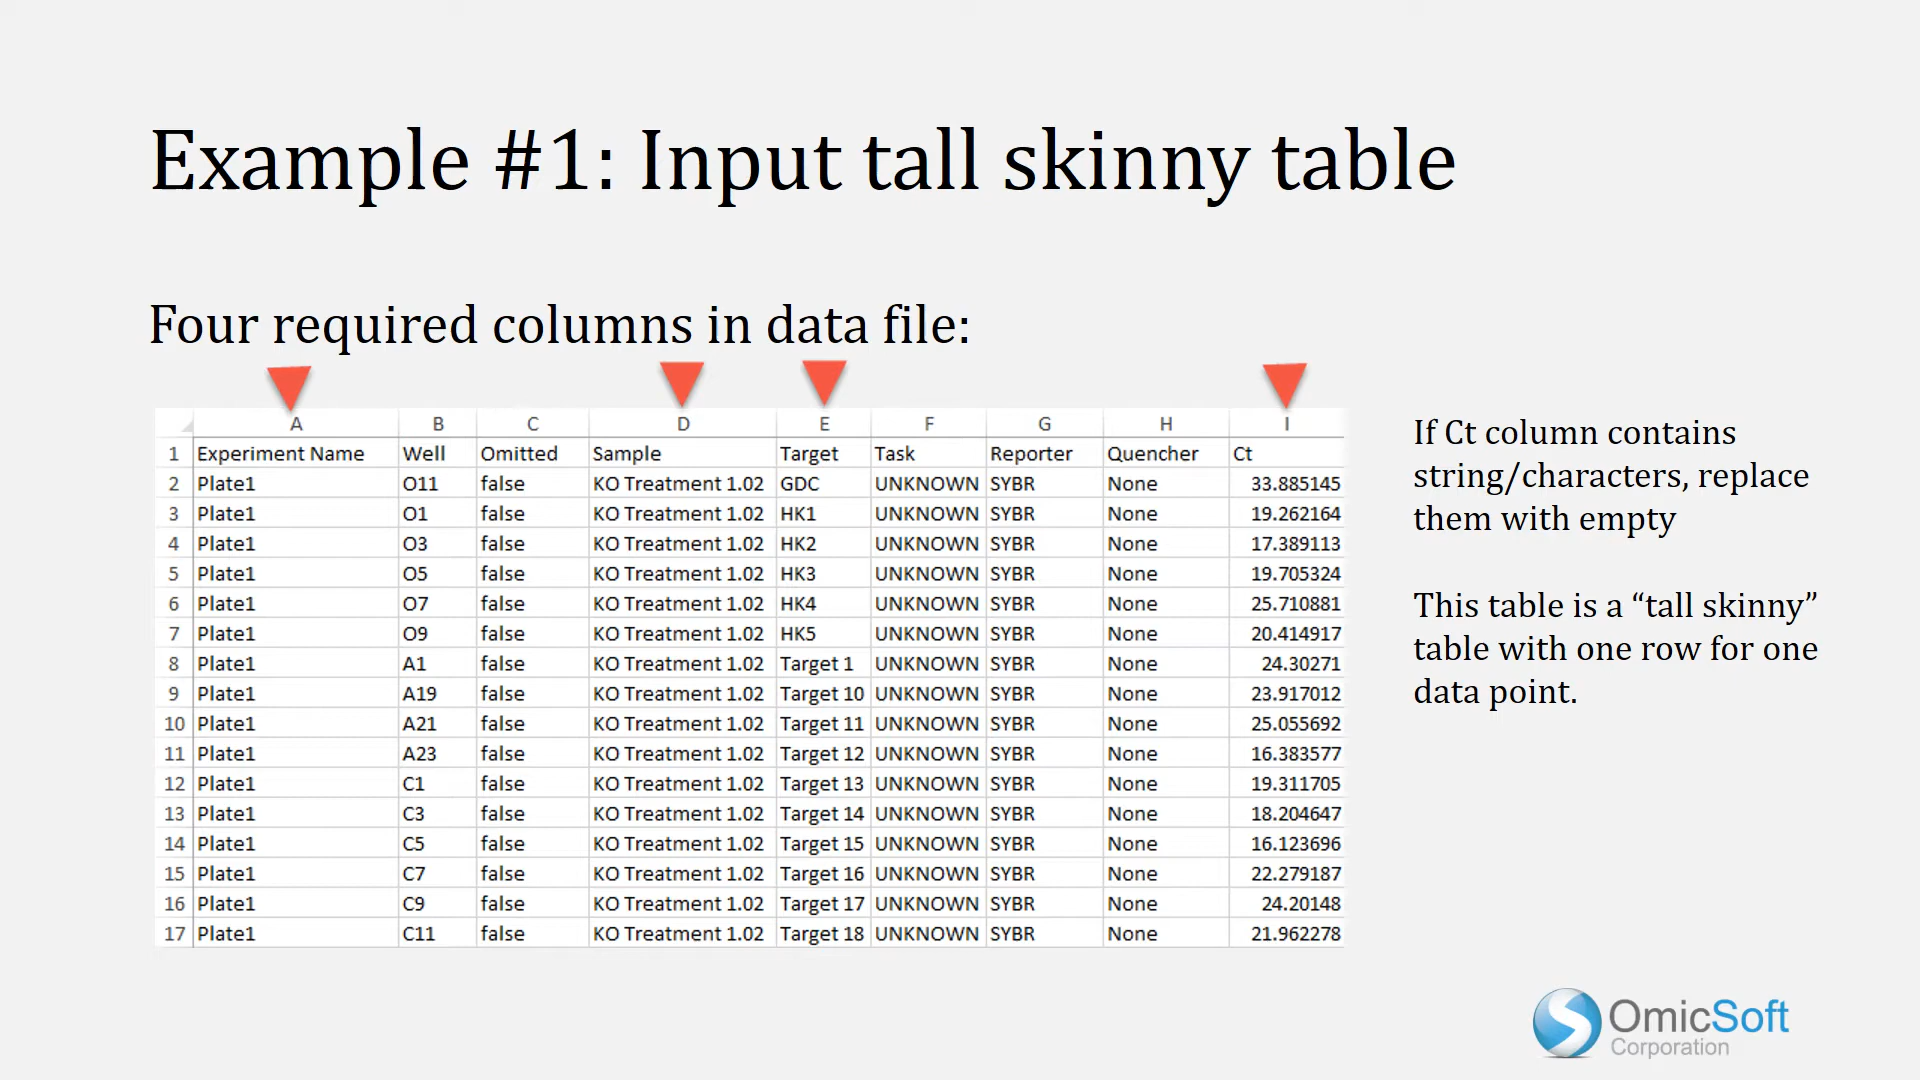 Example #1: Input tall skinny table
Four required columns in data file:
A B C D E F G H I
1 Experiment Name Well Omitted Sample Target Task Reporter Quencher Ct
2 Plate1 O11 false KO Treatment 1.02 GDC UNKNOWN SYBR None 33.885145
3 Plate1 O1 false KO Treatment 1.02 HK1 UNKNOWN SYBR None 19.262164
4 Plate1 O3 false KO Treatment 1.02 HK2 UNKNOWN SYBR None 17.389113
5 Plate1 O5 false KO Treatment 1.02 HK3 UNKNOWN SYBR None 19.705324
6 Plate1 O7 false KO Treatment 1.02 HK4 UNKNOWN SYBR None 25.710881
7 Plate1 O9 false KO Treatment 1.02 HK5 UNKNOWN SYBR None 20.414917
8 Plate1 A1 false KO Treatment 1.02 Target 1 UNKNOWN SYBR None 24.30271
9 Plate1 A19 false KO Treatment 1.02 Target 10 UNKNOWN SYBR None 23.917012
10 Plate1 A21 false KO Treatment 1.02 Target 11 UNKNOWN SYBR None 25.055692
11 Plate1 A23 false KO Treatment 1.02 Target 12 UNKNOWN SYBR None 16.383577
12 Plate1 C1 false KO Treatment 1.02 Target 13 UNKNOWN SYBR None 19.311705
13 Plate1 C3 false KO Treatment 1.02 Target 14 UNKNOWN SYBR None 18.204647
14 Plate1 C5 false KO Treatment 1.02 Target 15 UNKNOWN SYBR None 16.123696
15 Plate1 C7 false KO Treatment 1.02 Target 16 UNKNOWN SYBR None 22.279187
16 Plate1 C9 false KO Treatment 1.02 Target 17 UNKNOWN SYBR None 24.20148
17 Plate1 C11 false KO Treatment 1.02 Target 18 UNKNOWN SYBR None 21.962278
If Ct column contains
string/characters, replace
them with empty
This table is a “tall skinny”
table with one row for one
data point.
OmicSoft
Corporation